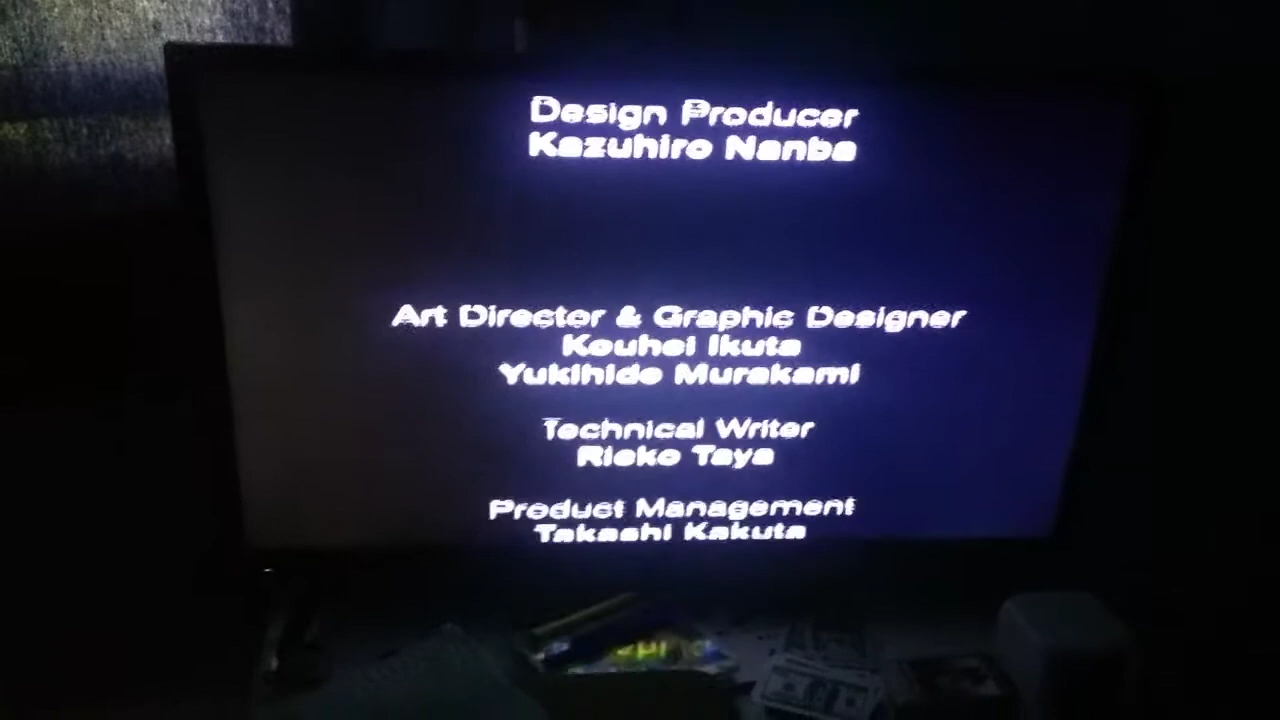 Design Producer
Kazuhiro Nanba
Art Director & Graphic Designer
Kouhei Ikuta
Yukihide Murakami
Technical Writer
Rieko Taya
Product Management
Takashi Kakuta